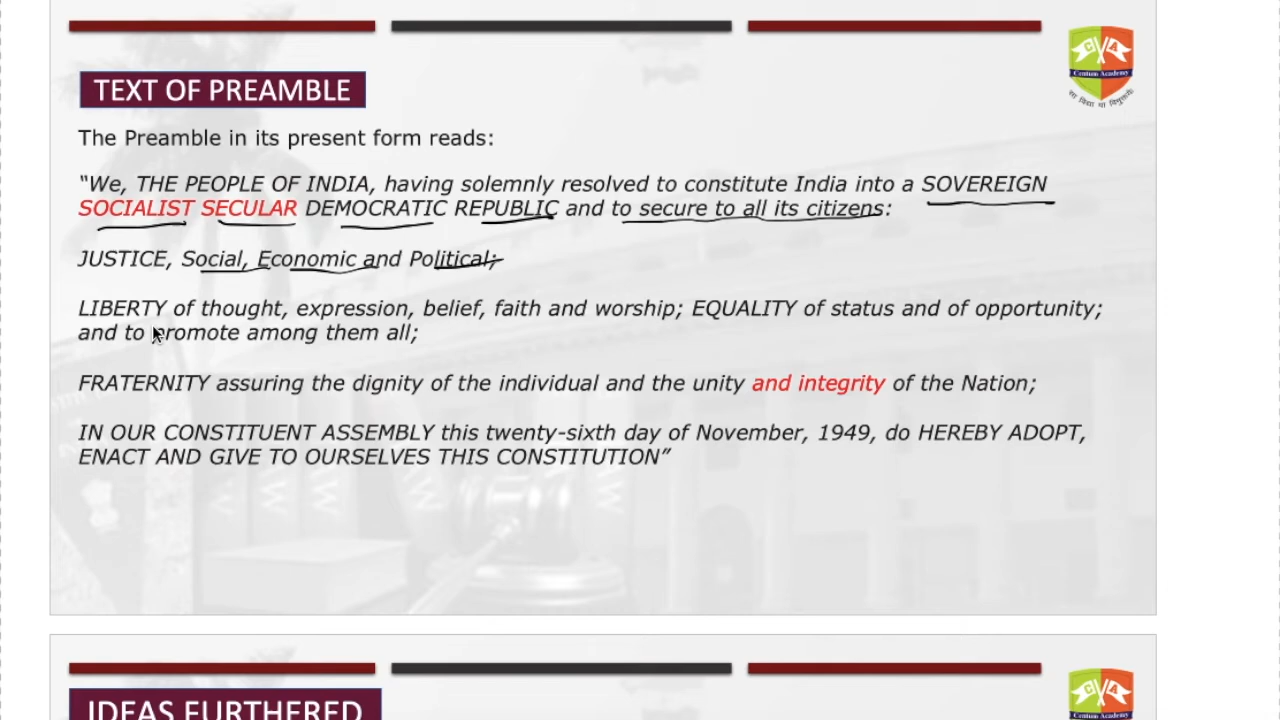 TEXT OF PREAMBLE
C A
Centum Academy
सा विद्या या विमुक्तये
The Preamble in its present form reads:
“We, THE PEOPLE OF INDIA, having solemnly resolved to constitute India into a SOVEREIGN
SOCIALIST SECULAR DEMOCRATIC REPUBLIC and to secure to all its citizens:
JUSTICE, Social, Economic and Political;
LIBERTY of thought, expression, belief, faith and worship; EQUALITY of status and of opportunity;
and to promote among them all;
FRATERNITY assuring the dignity of the individual and the unity and integrity of the Nation;
IN OUR CONSTITUENT ASSEMBLY this twenty-sixth day of November, 1949, do HEREBY ADOPT,
ENACT AND GIVE TO OURSELVES THIS CONSTITUTION”
IDEAS FURTHERED
C A
Centum Academy